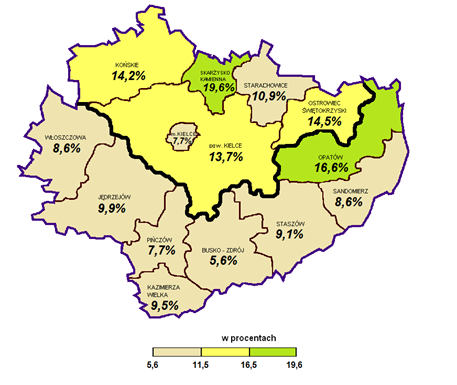 KOŃSKIE
14,2%
SKARŻYSKO
KAMIENNA
19,6%
STARACHOWICE
10,9%
OSTROWIEC
ŚWIĘTOKRZYSKI
14,5%
WŁOSZCZOWA
8,6%
m. KIELCE
7,7%
pow. KIELCE
13,7%
OPATÓW
16,6%
JĘDRZEJÓW
9,9%
SANDOMIERZ
8,6%
STASZÓW
9,1%
PIŃCZÓW
7,7%
BUSKO - ZDRÓJ
5,6%
KAZIMIERZA
WIELKA
9,5%
w procentach
5,6 11,5 16,5 19,6